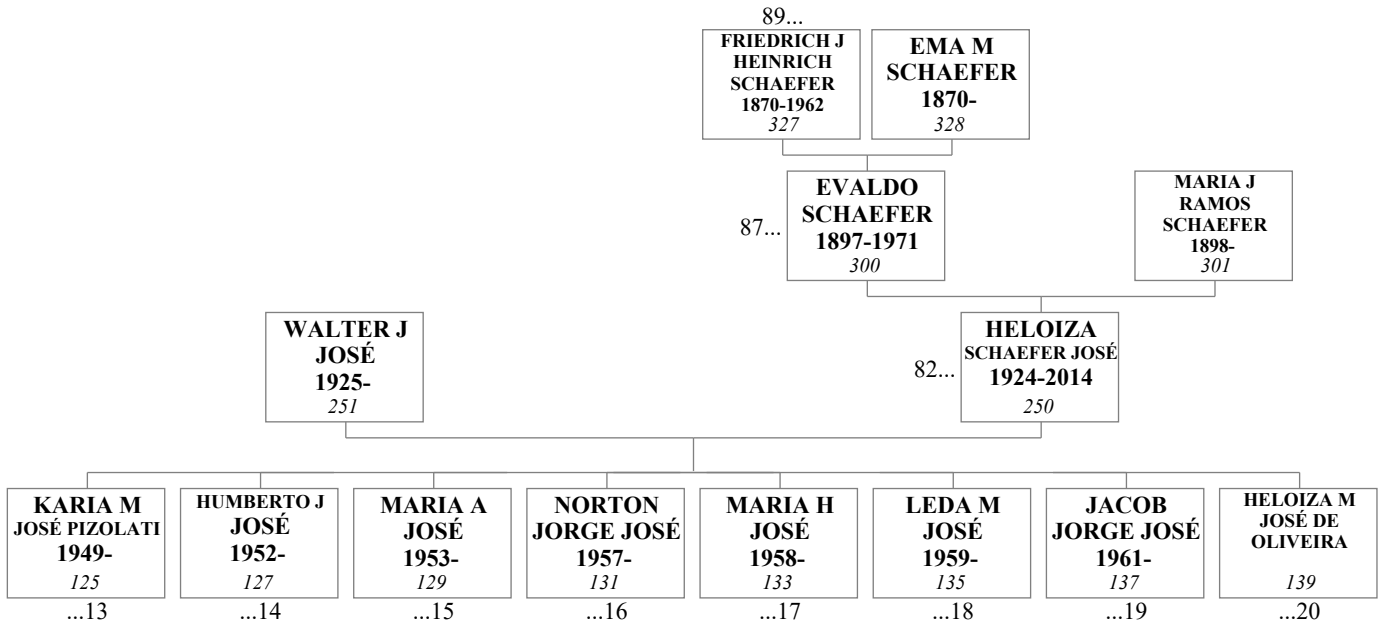 89...
FRIEDRICH J
HEINRICH
SCHAEFER
1870-1962
327
EMA M
SCHAEFER
1870-
328
87...
EVALDO
SCHAEFER
1897-1971
300
MARIA J
RAMOS
SCHAEFER
1898-
301
WALTER J
JOSÉ
1925-
251
82...
HELOIZA
SCHAEFER JOSÉ
1924-2014
250
KARIA M
JOSÉ PIZOLATI
1949-
125
...13
HUMBERTO J
JOSÉ
1952-
127
...14
MARIA A
JOSÉ
1953-
129
...15
NORTON
JORGE JOSÉ
1957-
131
...16
MARIA H
JOSÉ
1958-
133
...17
LEDA M
JOSÉ
1959-
135
...18
JACOB
JORGE JOSÉ
1961-
137
...19
HELOIZA M
JOSÉ DE
OLIVEIRA
139
...20